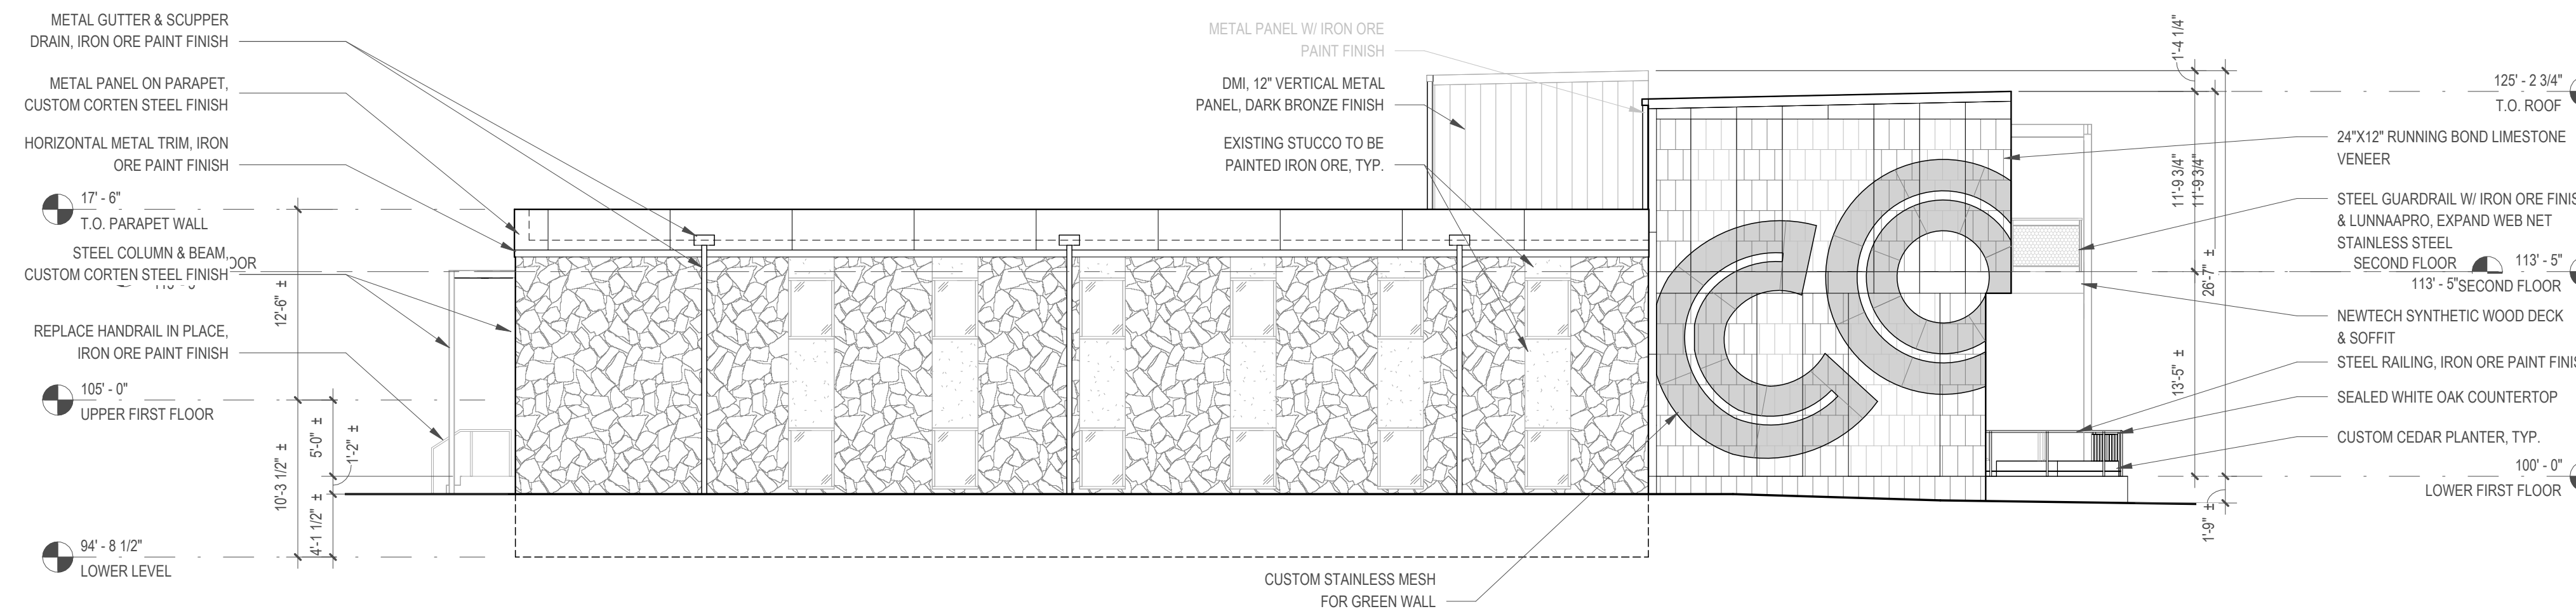 METAL GUTTER & SCUPPER
DRAIN, IRON ORE PAINT FINISH
METAL PANEL ON PARAPET,
CUSTOM CORTEN STEEL FINISH
HORIZONTAL METAL TRIM, IRON
ORE PAINT FINISH
17' - 6"
T.O. PARAPET WALL
STEEL COLUMN & BEAM,
CUSTOM CORTEN STEEL FINISH
REPLACE HANDRAIL IN PLACE,
IRON ORE PAINT FINISH
105' - 0"
UPPER FIRST FLOOR
94' - 8 1/2"
LOWER LEVEL
12'-6" ±
10'-3 1/2" ±
5'-0" ±
4'-1 1/2" ±
1'-2" ±
METAL PANEL W/ IRON ORE
PAINT FINISH
DMI, 12" VERTICAL METAL
PANEL, DARK BRONZE FINISH
EXISTING STUCCO TO BE
PAINTED IRON ORE, TYP.
CUSTOM STAINLESS MESH
FOR GREEN WALL
1'-4 1/4"
11'-9 3/4"
11'-9 3/4"
26'-7" ±
13'-5" ±
1'-9" ±
125' - 2 3/4"
T.O. ROOF
24"X12" RUNNING BOND LIMESTONE
VENEER
STEEL GUARDRAIL W/ IRON ORE FINIS
& LUNNAAPRO, EXPAND WEB NET
STAINLESS STEEL
SECOND FLOOR
113' - 5"
113' - 5"
SECOND FLOOR
NEWTECH SYNTHETIC WOOD DECK
& SOFFIT
STEEL RAILING, IRON ORE PAINT FINIS
SEALED WHITE OAK COUNTERTOP
CUSTOM CEDAR PLANTER, TYP.
100' - 0"
LOWER FIRST FLOOR